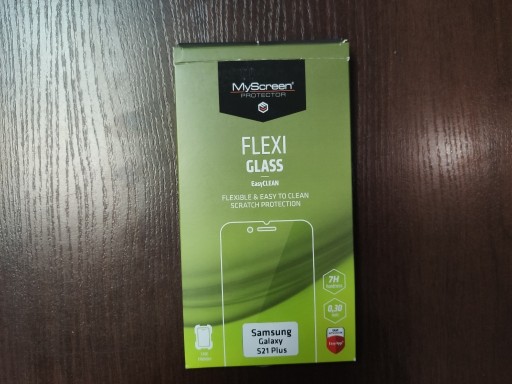 MyScreen®
PROTECTOR
FLEXI
GLASS
EasyCLEAN
FLEXIBLE & EASY TO CLEAN
SCRATCH PROTECTION
7H
0,30
Samsung
Galaxy
S21 Plus